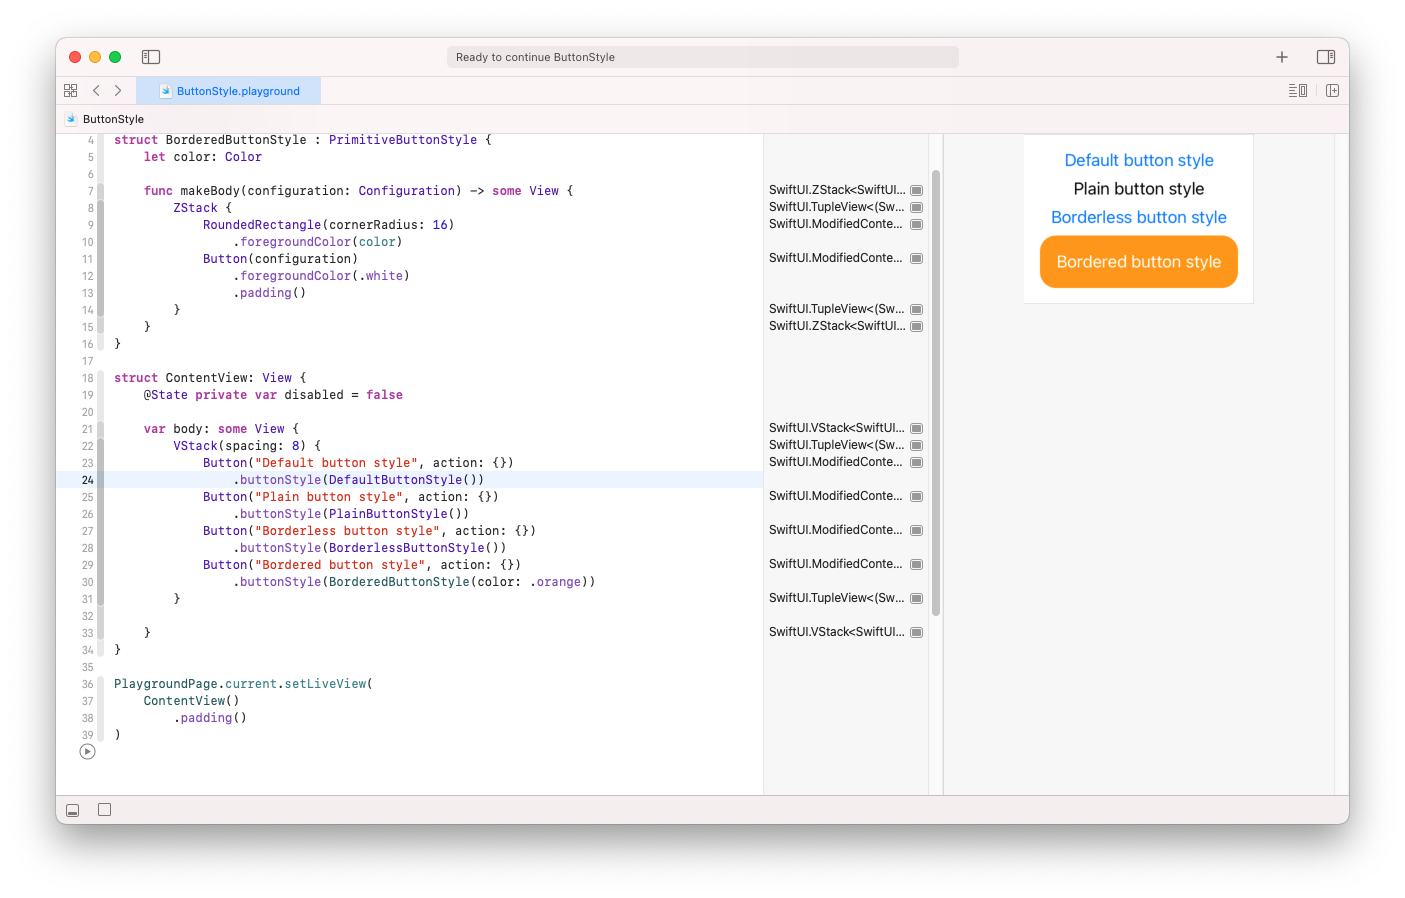 Ready to continue ButtonStyle
ButtonStyle.playground
ButtonStyle
4 struct BorderedButtonStyle : PrimitiveButtonStyle {
5 let color: Color
6
7 func makeBody(configuration: Configuration) -> some View {
8 ZStack {
9 RoundedRectangle(cornerRadius: 16)
10 .foregroundColor(color)
11 Button(configuration)
12 .foregroundColor(.white)
13 .padding()
14 }
15 }
16 }
17
18 struct ContentView: View {
19 @State private var disabled = false
20
21 var body: some View {
22 VStack(spacing: 8) {
23 Button("Default button style", action: {})
24 .buttonStyle(DefaultButtonStyle())
25 Button("Plain button style", action: {})
26 .buttonStyle(PlainButtonStyle())
27 Button("Borderless button style", action: {})
28 .buttonStyle(BorderlessButtonStyle())
29 Button("Bordered button style", action: {})
30 .buttonStyle(BorderedButtonStyle(color: .orange))
31 }
32
33 }
34 }
35
36 PlaygroundPage.current.setLiveView(
37 ContentView()
38 .padding()
39 )
SwiftUI.ZStack<SwiftUI...
SwiftUI.TupleView<(Sw...
SwiftUI.ModifiedConte...
SwiftUI.ModifiedConte...
SwiftUI.TupleView<(Sw...
SwiftUI.ZStack<SwiftUI...
SwiftUI.VStack<SwiftUI...
SwiftUI.TupleView<(Sw...
SwiftUI.ModifiedConte...
SwiftUI.ModifiedConte...
SwiftUI.ModifiedConte...
SwiftUI.ModifiedConte...
SwiftUI.TupleView<(Sw...
SwiftUI.VStack<SwiftUI...
Default button style
Plain button style
Borderless button style
Bordered button style